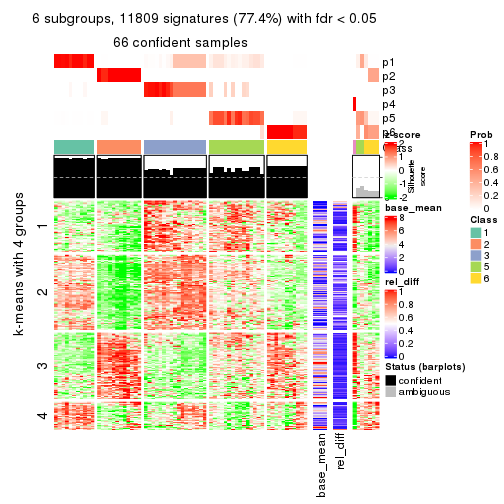 6 subgroups, 11809 signatures (77.4%) with fdr < 0.05
66 confident samples
p1
p2
p3
p4
p5
p6
Class
Silhouette
score
k-means with 4 groups
1
2
3
4
base_mean
rel_diff
z-score
2
1
0
-1
-2
base_mean
8
6
4
2
0
rel_diff
1
0.8
0.6
0.4
0.2
0
Status (barplots)
confident
ambiguous
Prob
1
0.8
0.6
0.4
0.2
0
Class
1
2
3
5
6